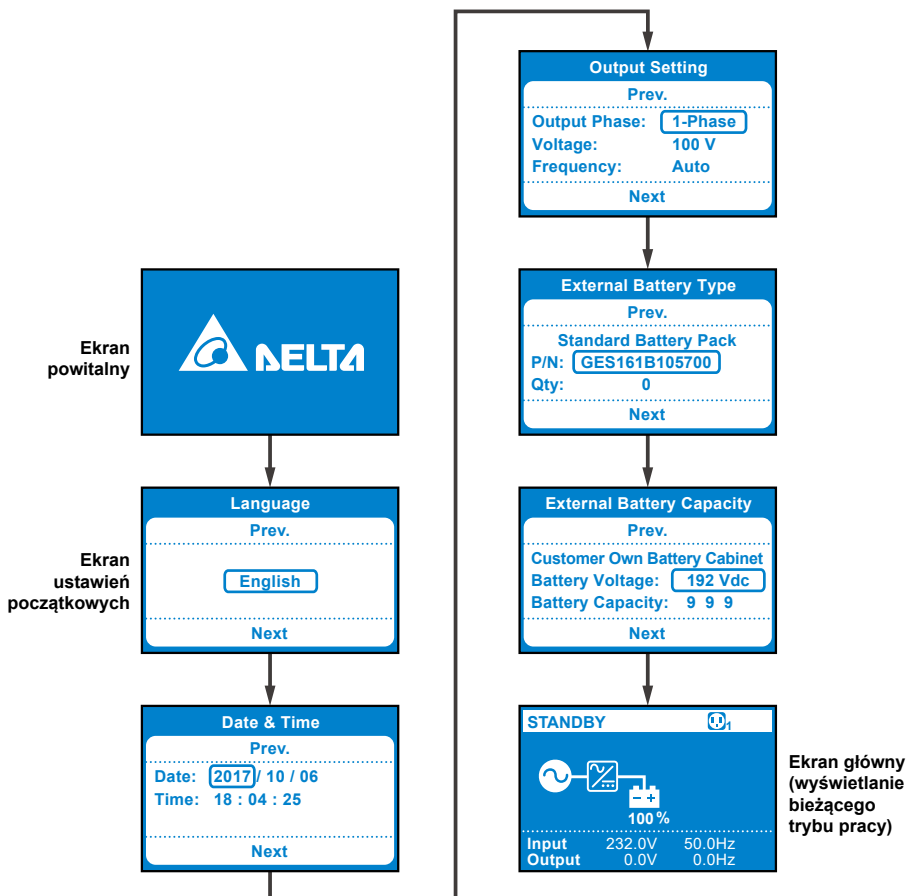 Ekran
powitalny
DELTA
Ekran
ustawień
początkowych
Language
Prev.
English
Next
Date & Time
Prev.
Date: 2017 / 10 / 06
Time: 18 : 04 : 25
Next
Output Setting
Prev.
Output Phase: 1-Phase
Voltage: 100 V
Frequency: Auto
Next
External Battery Type
Prev.
Standard Battery Pack
P/N: GES161B105700
Qty: 0
Next
External Battery Capacity
Prev.
Customer Own Battery Cabinet
Battery Voltage: 192 Vdc
Battery Capacity: 9 9 9
Next
STANDBY 1
100 %
Input 232.0V 50.0Hz
Output 0.0V 0.0Hz
Ekran główny
(wyświetlanie
bieżącego
trybu pracy)